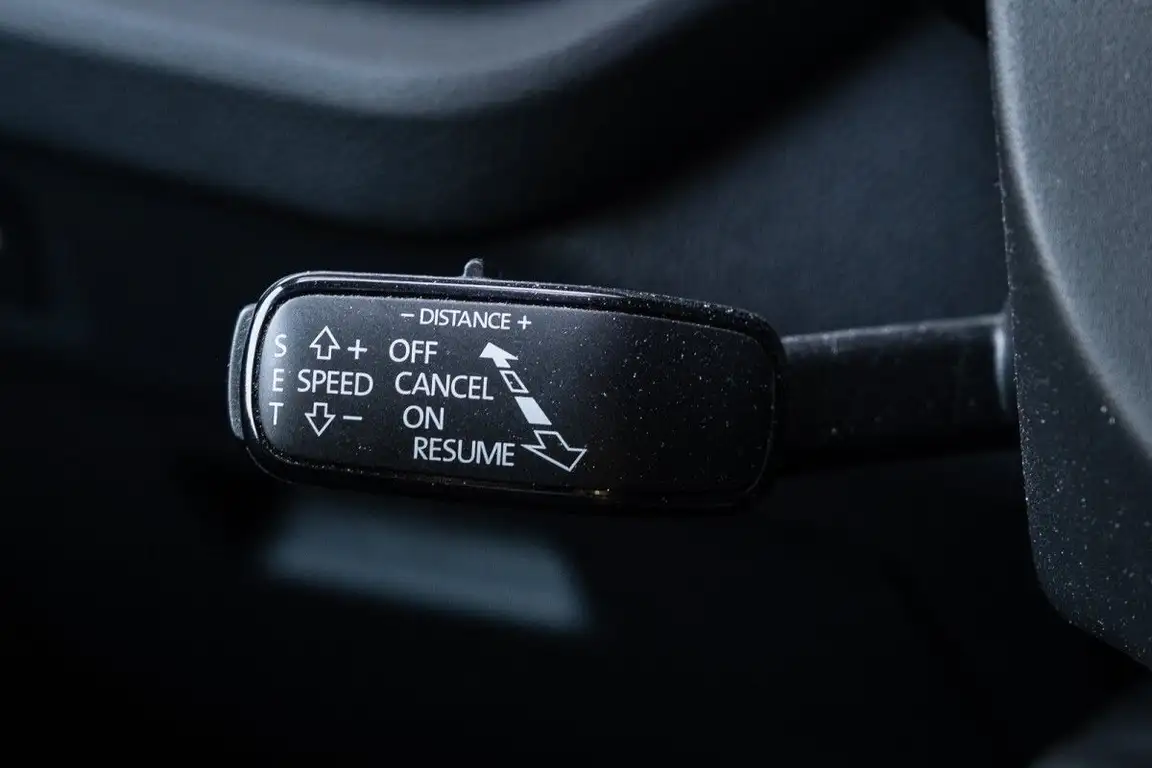 - DISTANCE +
S + OFF
E SPEED CANCEL
T - ON
RESUME